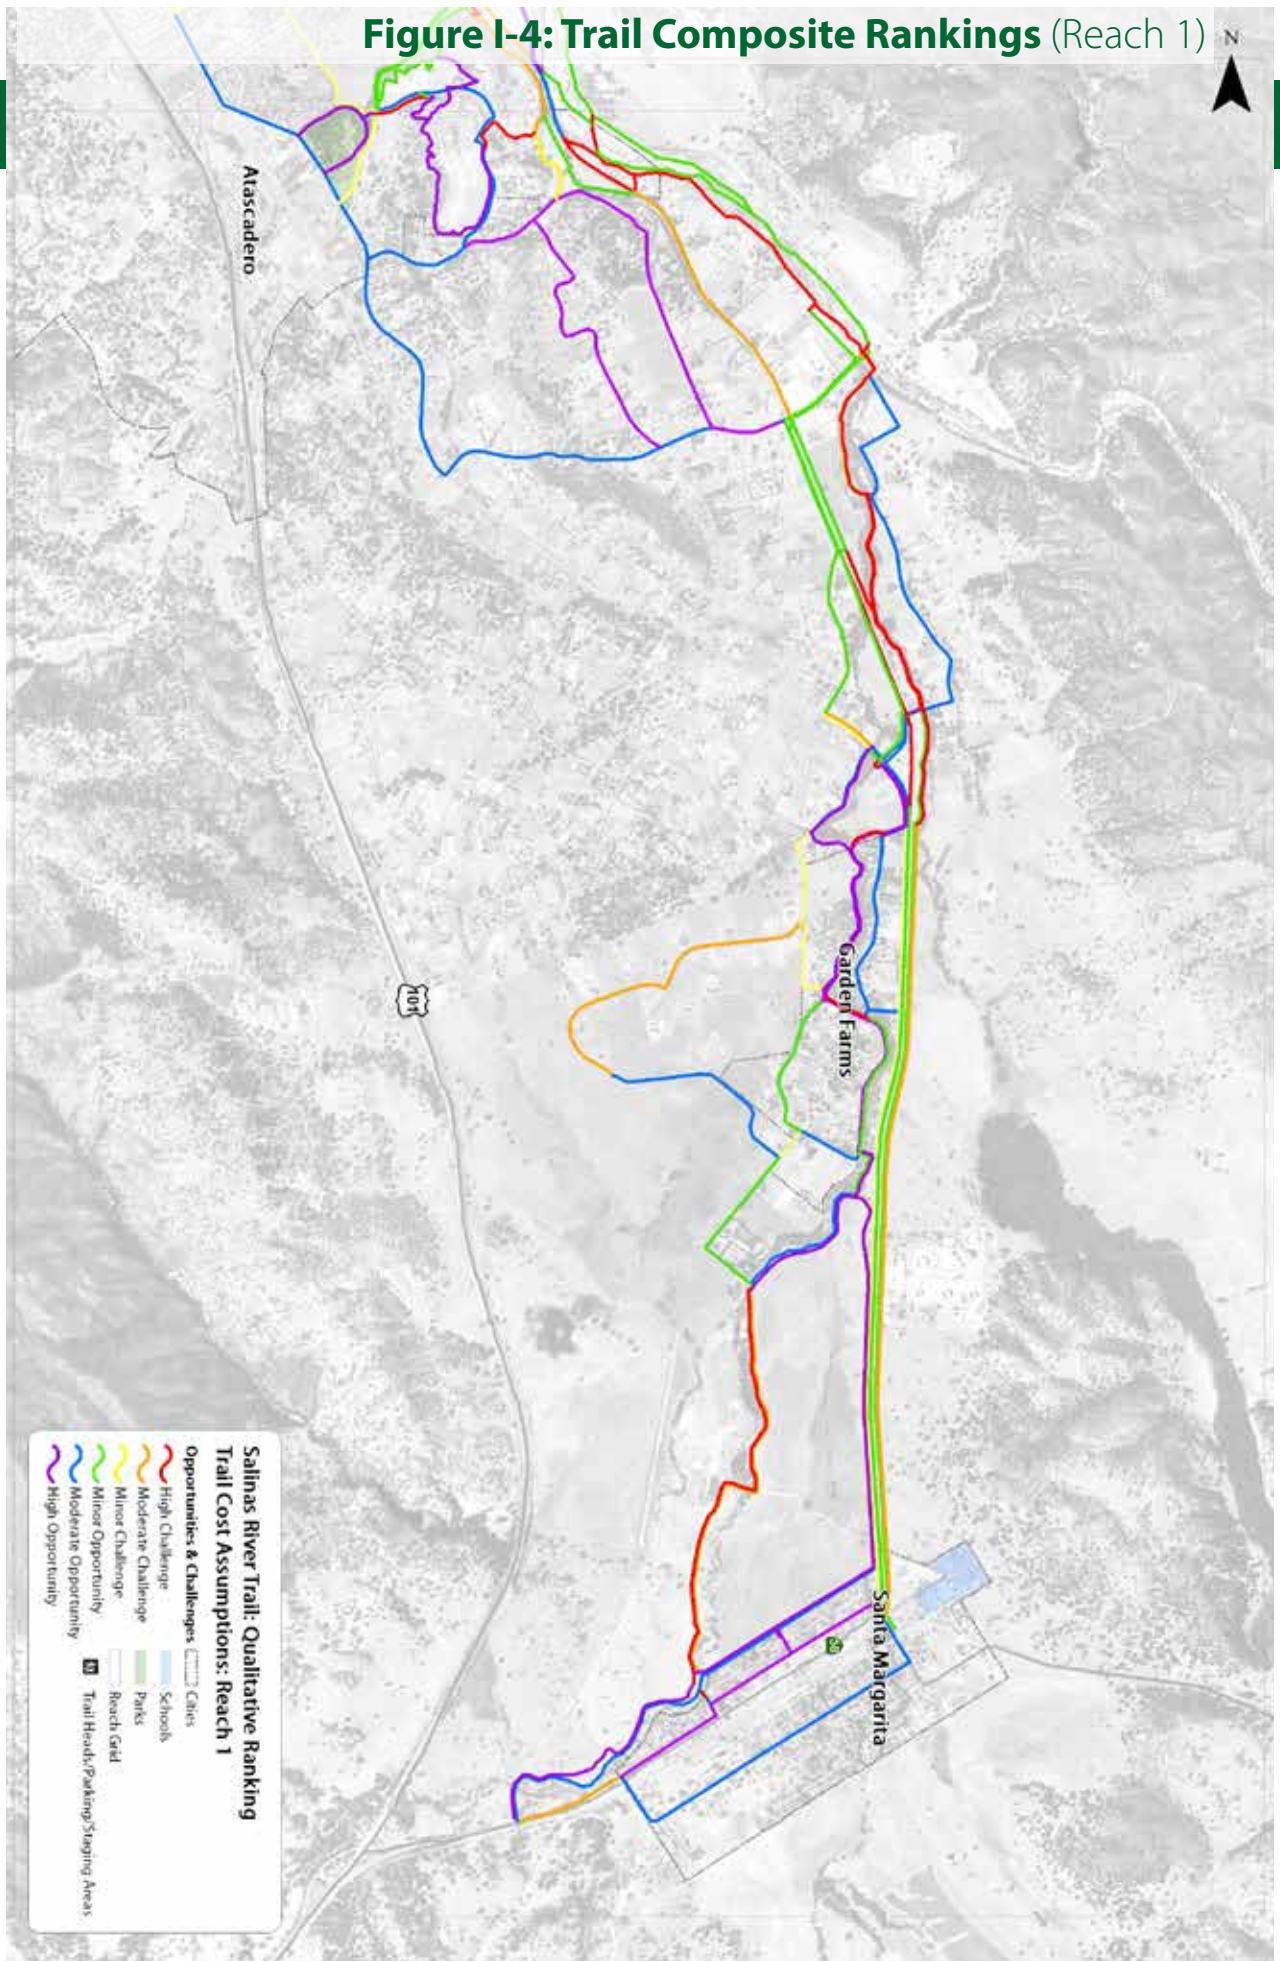 Figure I-4: Trail Composite Rankings (Reach 1)
N
Atascadero
101
Garden Farms
Santa Margarita
58
Salinas River Trail: Qualitative Ranking
Trail Cost Assumptions: Reach 1
Opportunities & Challenges
High Challenge
Moderate Challenge
Minor Challenge
Minor Opportunity
Moderate Opportunity
High Opportunity
Cities
Schools
Parks
Reach Grid
Trail Heads/Parking/Staging Areas